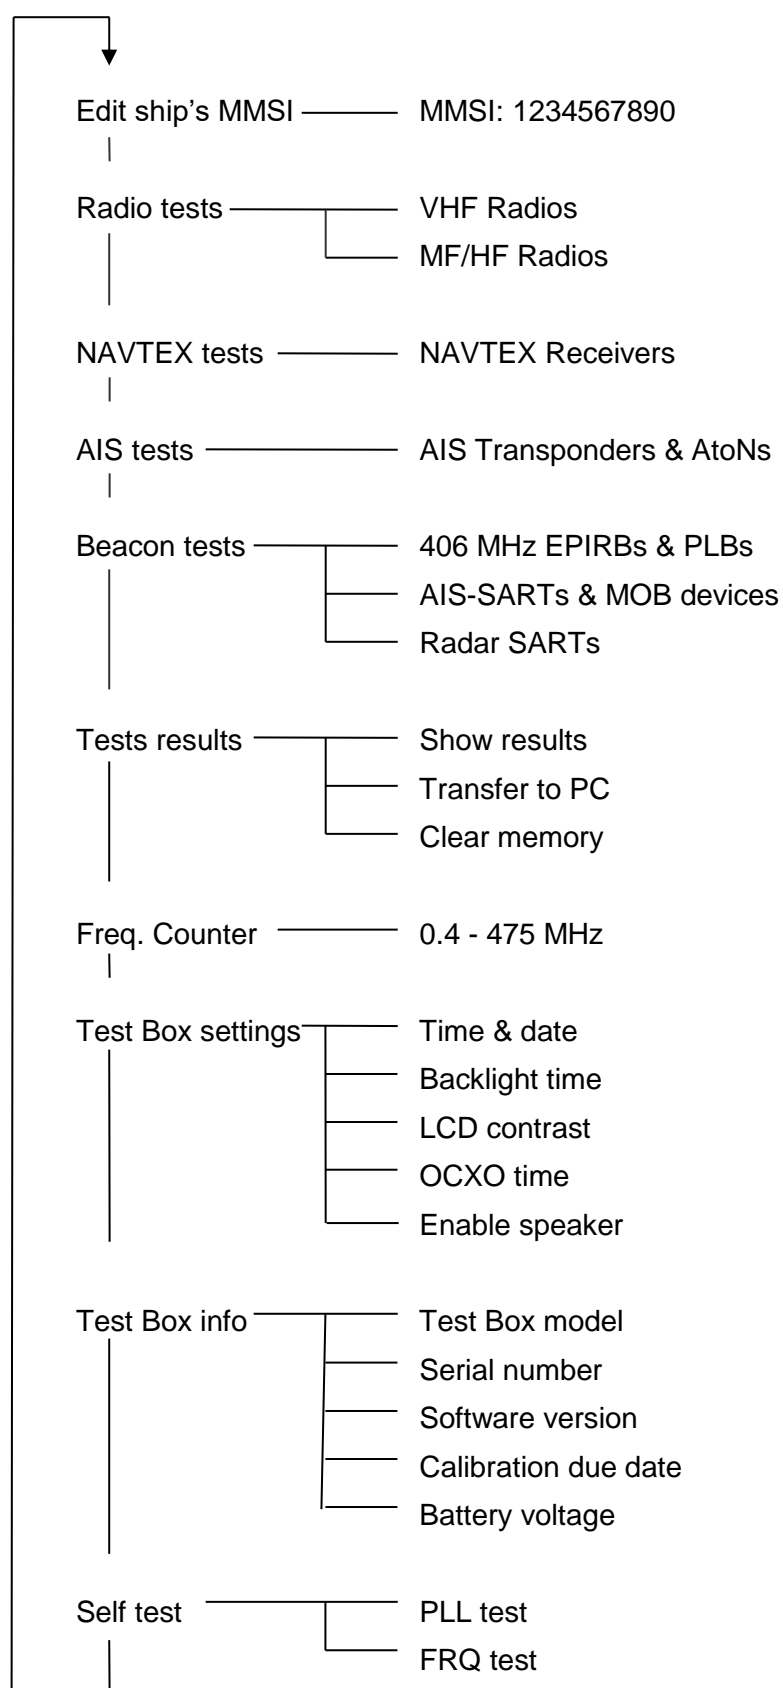 Edit ship's MMSI MMSI: 1234567890
Radio tests VHF Radios
MF/HF Radios
NAVTEX tests NAVTEX Receivers
AIS tests AIS Transponders & AtoNs
Beacon tests 406 MHz EPIRBs & PLBs
AIS-SARTs & MOB devices
Radar SARTs
Tests results Show results
Transfer to PC
Clear memory
Freq. Counter 0.4 - 475 MHz
Test Box settings Time & date
Backlight time
LCD contrast
OCXO time
Enable speaker
Test Box info Test Box model
Serial number
Software version
Calibration due date
Battery voltage
Self test PLL test
FRQ test